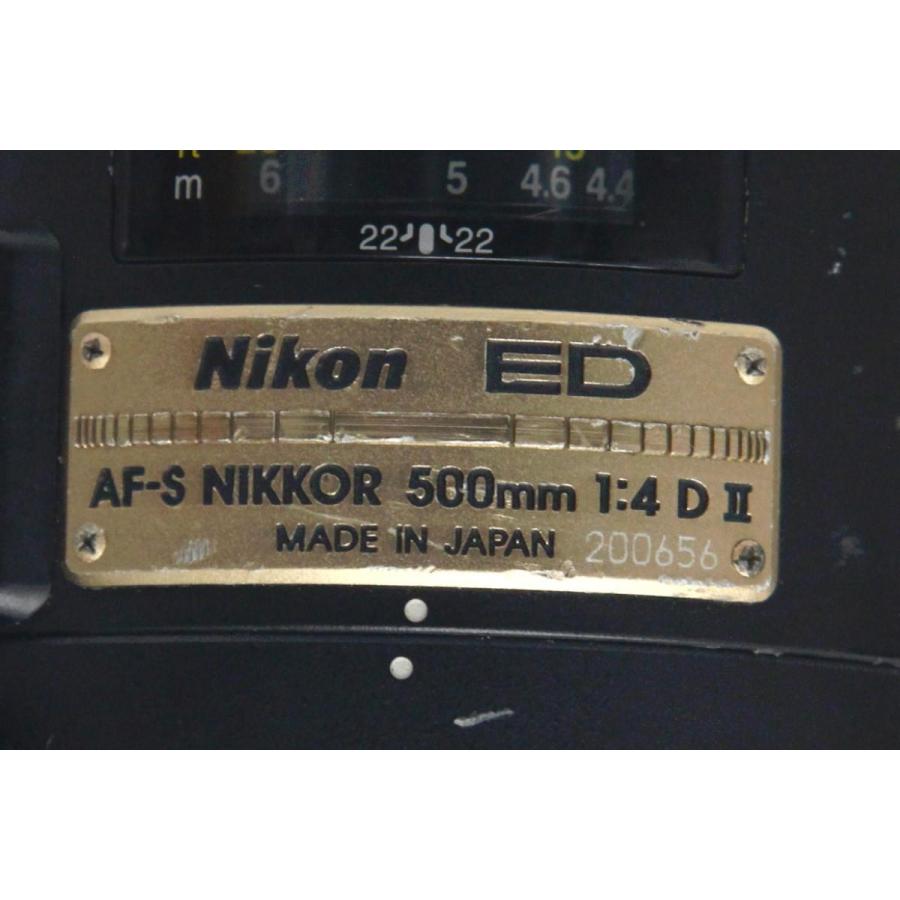 m 6 5 4.6 4.4
22 22
Nikon ED
AF-S NIKKOR 500mm 1:4 D II
MADE IN JAPAN 200656